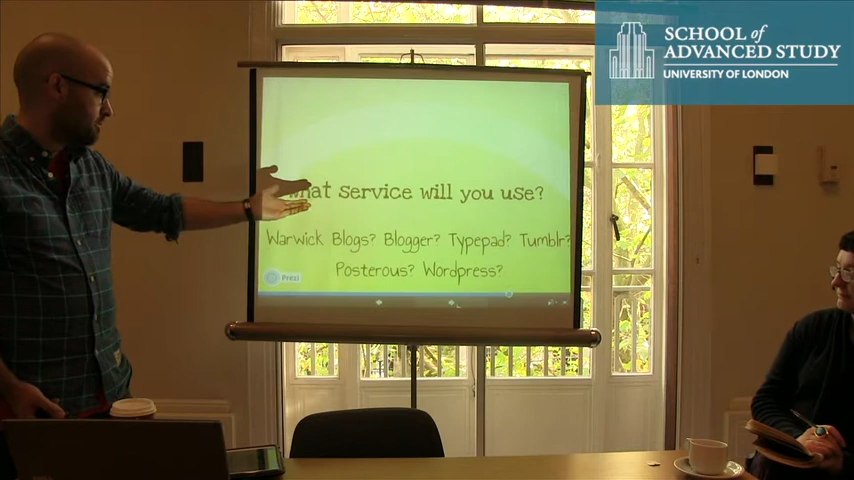 SCHOOL of
ADVANCED STUDY
UNIVERSITY OF LONDON
What service will you use?
Warwick Blogs? Blogger? Typepad? Tumblr?
Posterous? Wordpress?
Prezi